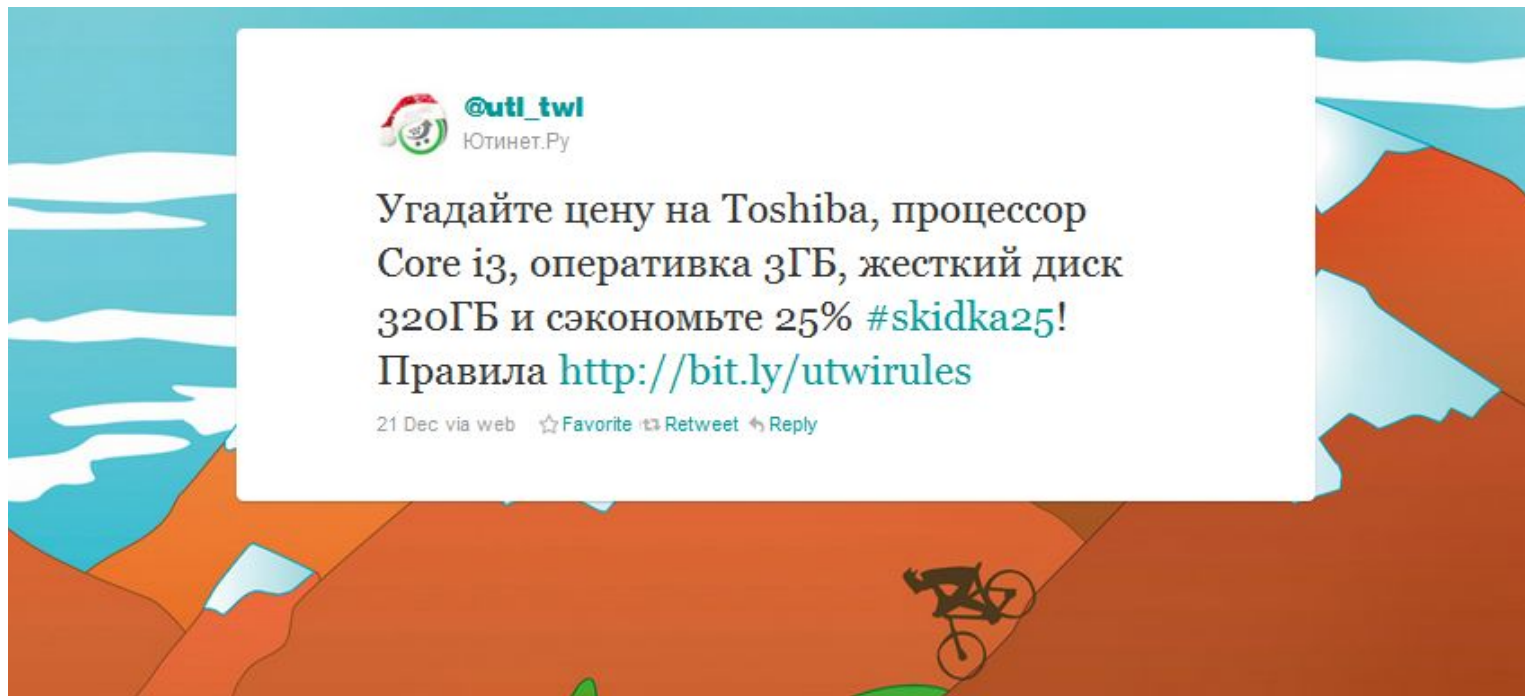 @utl_twl
Ютинет.Ру
Угадайте цену на Toshiba, процессор
Core i3, оперативка 3ГБ, жесткий диск
320ГБ и сэкономьте 25% #skidka25!
Правила http://bit.ly/utwirules
21 Dec via web Favorite Retweet Reply